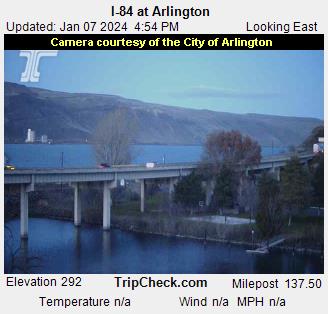 I-84 at Arlington
Updated: Jan 07 2024 4:54 PM Looking East
Camera courtesy of the City of Arlington
Elevation 292 TripCheck.com Milepost 137.50
Temperature n/a Wind n/a MPH n/a